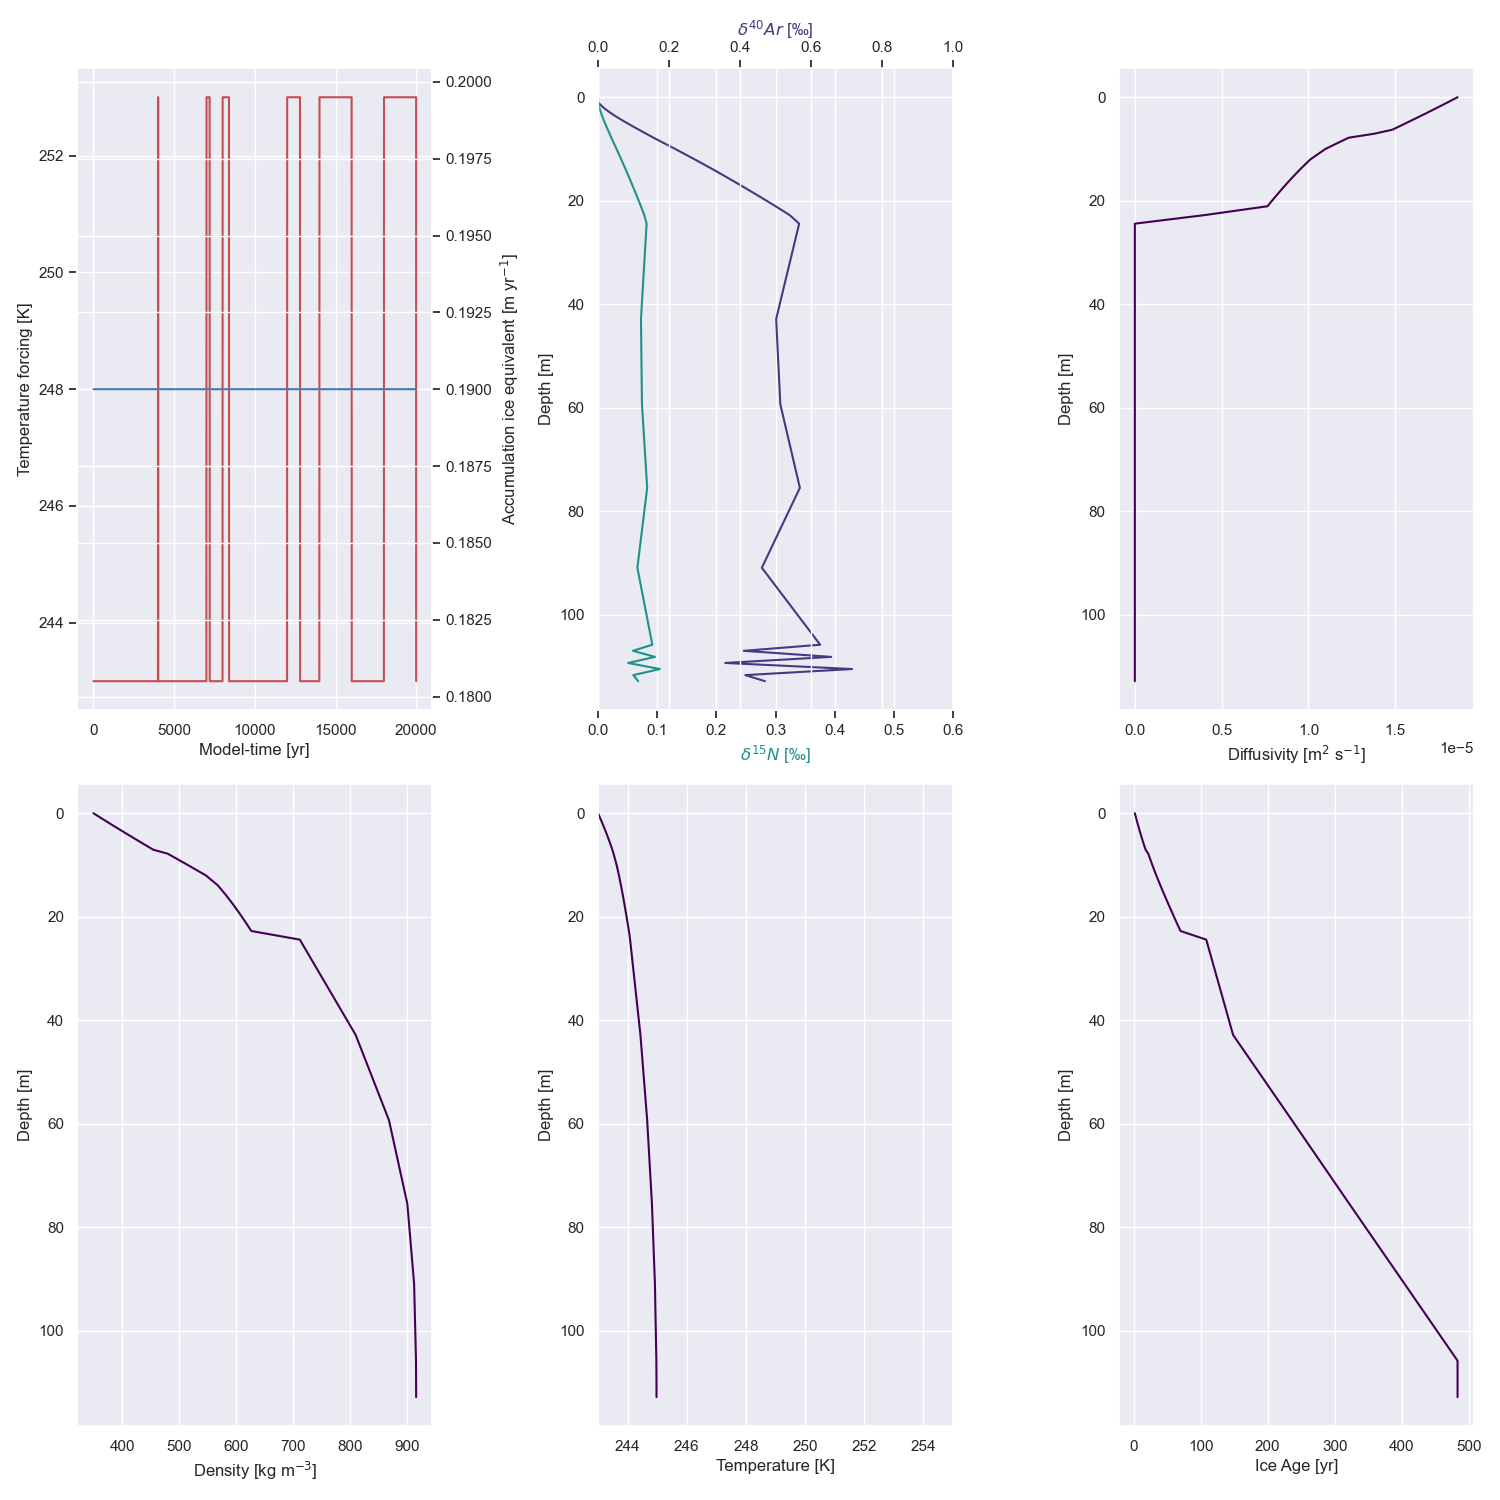 δ⁴⁰Ar [‰]
0.0 0.2 0.4 0.6 0.8 1.0
252
250
248
246
244
Temperature forcing [K]
0 5000 10000 15000 20000
Model-time [yr]
0.2000
0.1975
0.1950
0.1925
0.1900
0.1875
0.1850
0.1825
0.1800
Accumulation ice equivalent [m yr⁻¹]
0
20
40
60
80
100
Depth [m]
0.0 0.1 0.2 0.3 0.4 0.5 0.6
δ¹⁵N [‰]
0
20
40
60
80
100
Depth [m]
0.0 0.5 1.0 1.5
1e−5
Diffusivity [m² s⁻¹]
0
20
40
60
80
100
Depth [m]
400 500 600 700 800 900
Density [kg m⁻³]
0
20
40
60
80
100
Depth [m]
244 246 248 250 252 254
Temperature [K]
0
20
40
60
80
100
Depth [m]
0 100 200 300 400 500
Ice Age [yr]